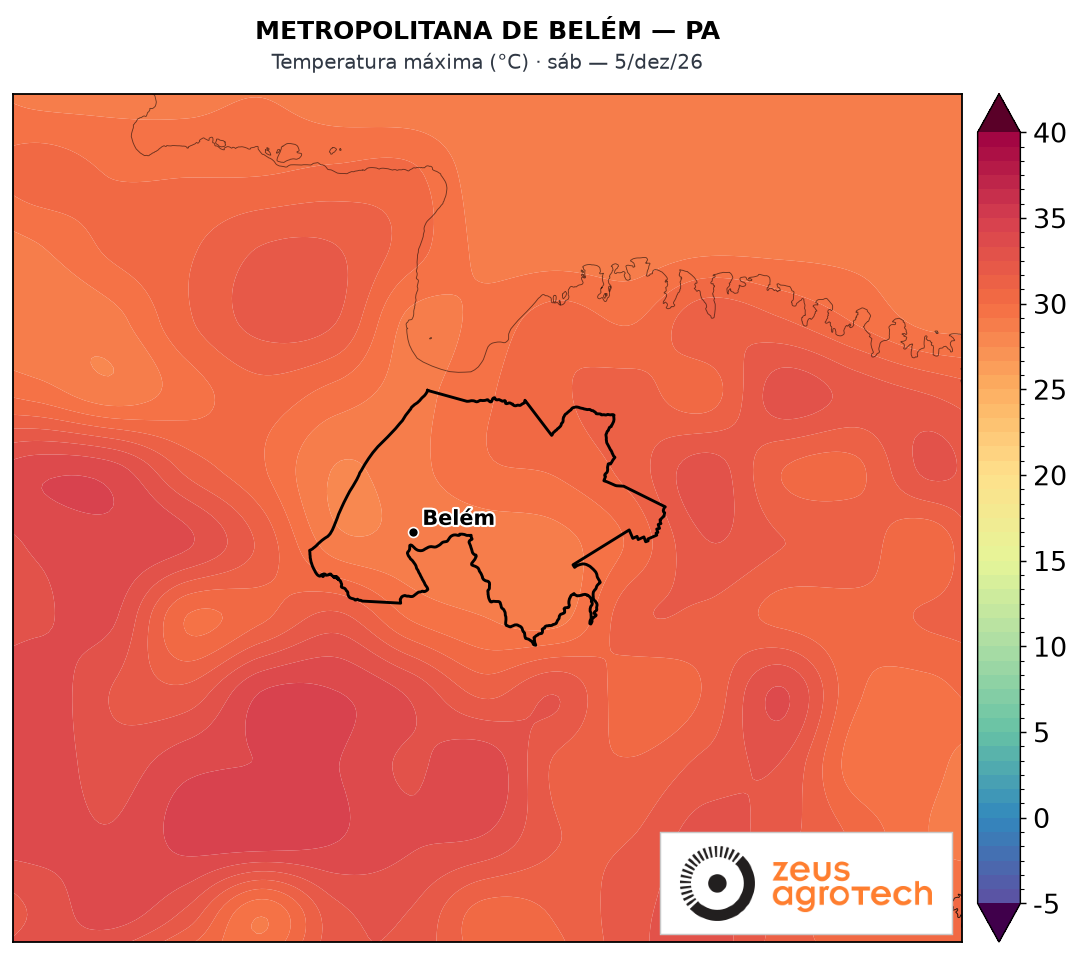 METROPOLITANA DE BELÉM — PA
Temperatura máxima (°C) · sáb — 5/dez/26
40
35
30
25
20
15
10
5
0
-5
Belém
zeus
agrotech